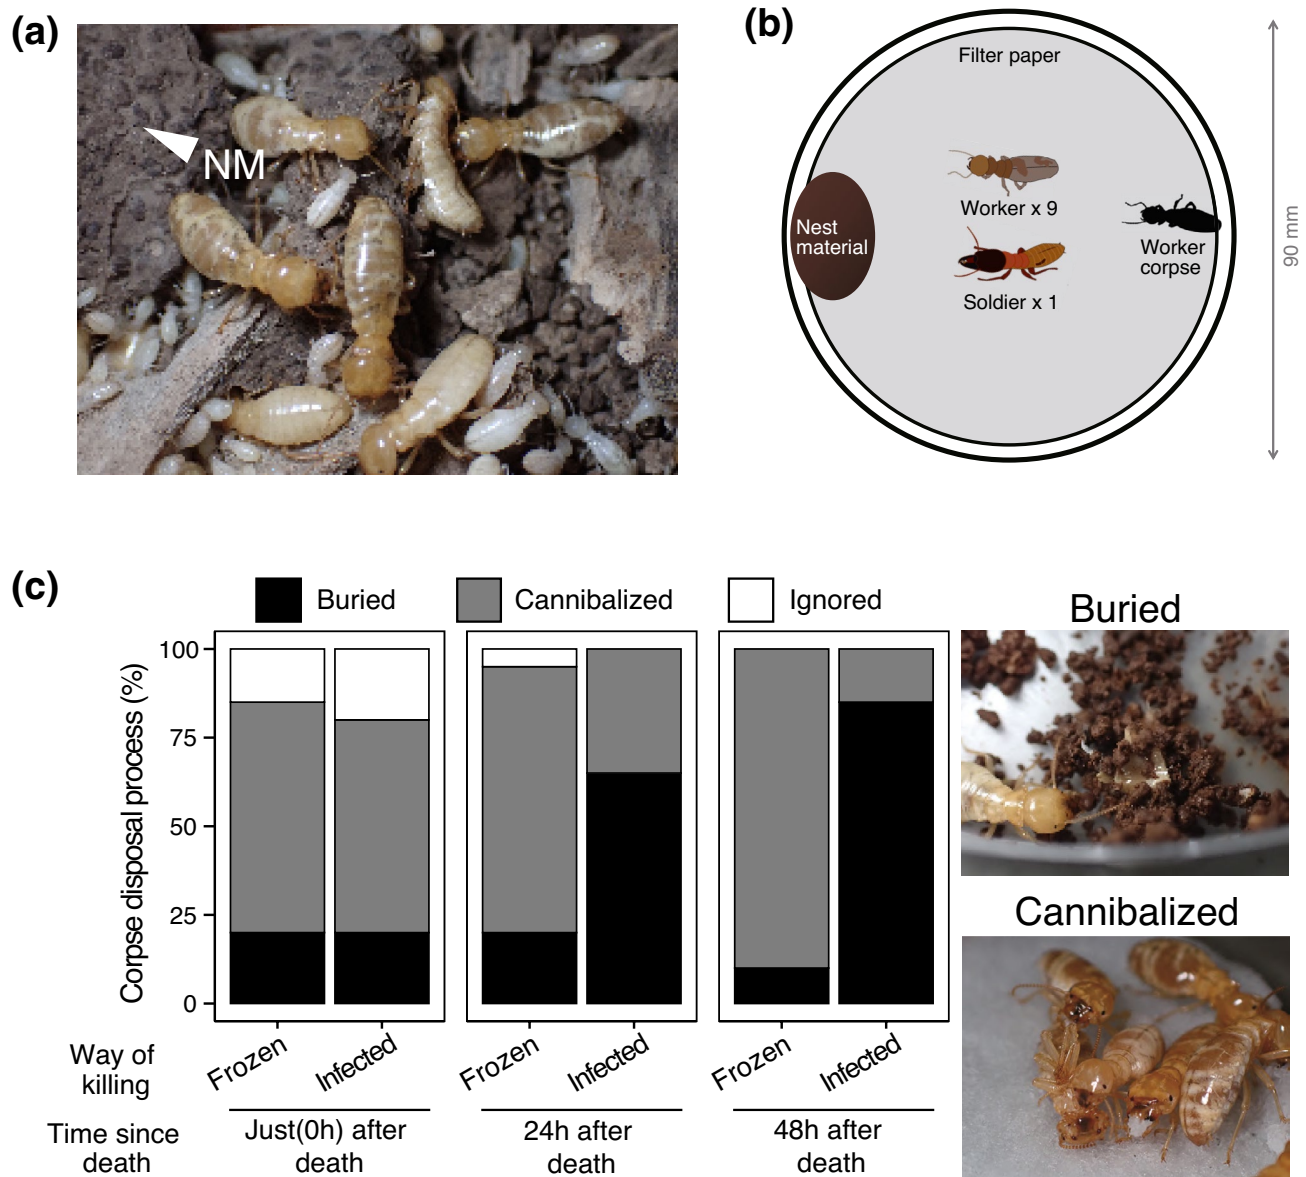 (a)
NM
(b)
Filter paper
Worker x 9
Nest
material
Worker
corpse
Soldier x 1
90 mm
(c)
Buried
Cannibalized
Ignored
Corpse disposal process (%)
100
75
50
25
0
Way of
killing
Frozen
Infected
Frozen
Infected
Frozen
Infected
Time since
death
Just(0h) after
death
24h after
death
48h after
death
Buried
Cannibalized